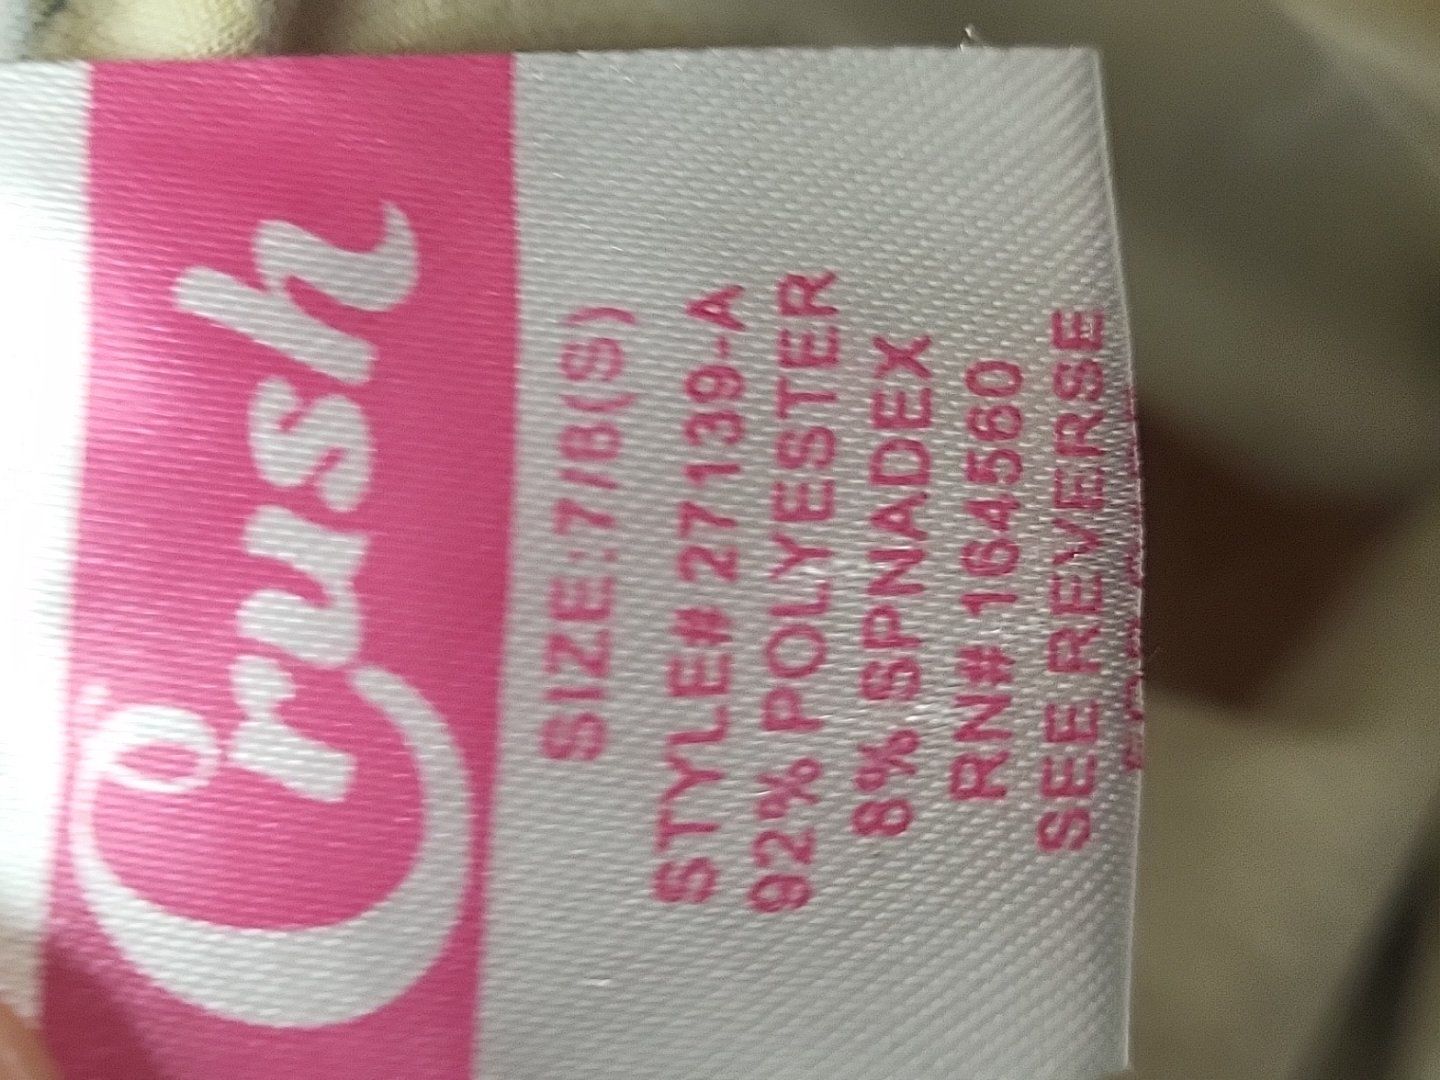 Crush
SIZE:7/8(S)
STYLE# 27139-A
92% POLYESTER
8% SPNADEX
RN# 164560
SEE REVERSE